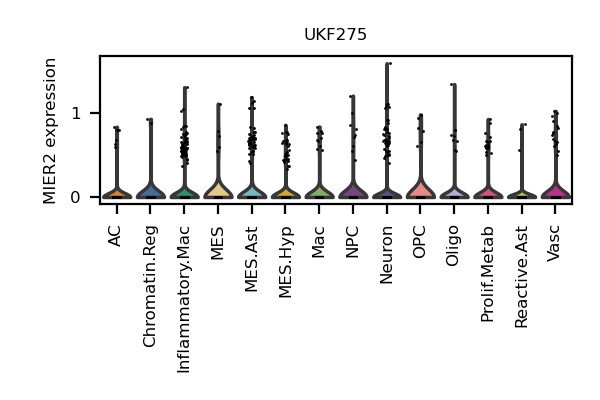 UKF275
MIER2 expression
1
0
AC
Chromatin.Reg
Inflammatory.Mac
MES
MES.Ast
MES.Hyp
Mac
NPC
Neuron
OPC
Oligo
Prolif.Metab
Reactive.Ast
Vasc